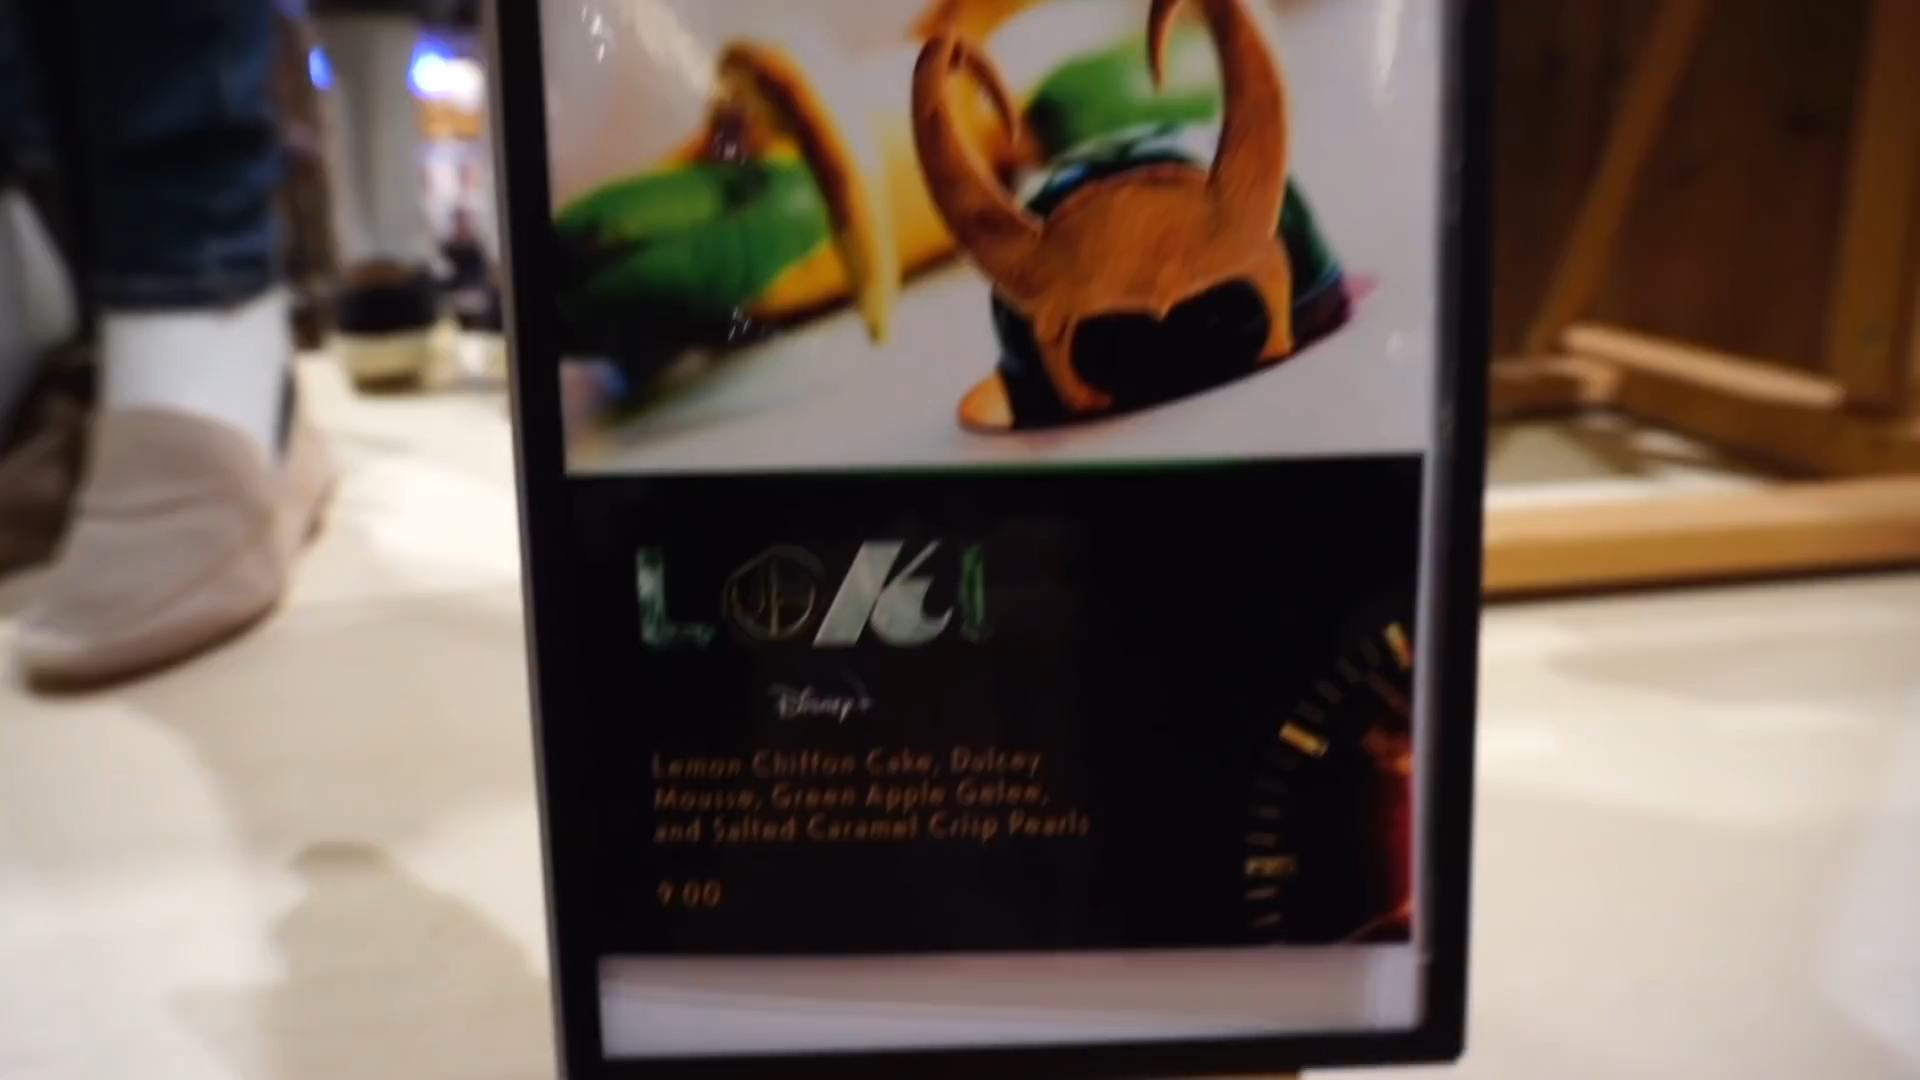 LOKI
Disney+
Lemon Chiffon Cake, Dulcey
Mousse, Green Apple Gelee,
and Salted Caramel Crisp Pearls
9.00